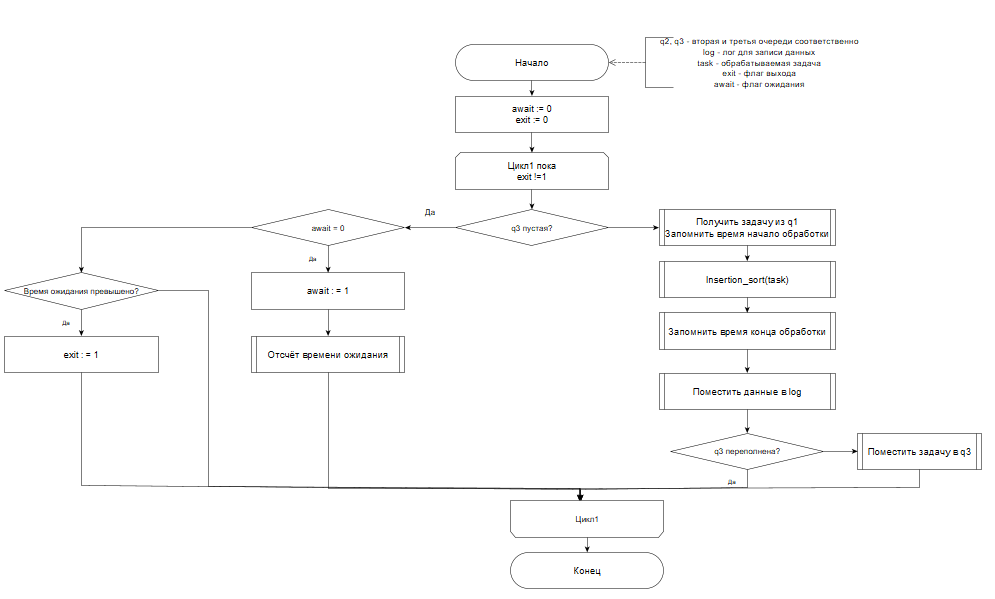 q2, q3 - вторая и третья очереди соответственно
log - лог для записи данных
task - обрабатываемая задача
exit - флаг выхода
await - флаг ожидания
Начало
await := 0
exit := 0
Цикл1 пока
exit !=1
q3 пустая?
Да
await = 0
Да
await : = 1
Отсчёт времени ожидания
Время ожидания превышено?
Да
exit : = 1
Получить задачу из q1
Запомнить время начало обработки
Insertion_sort(task)
Запомнить время конца обработки
Поместить данные в log
q3 переполнена?
Да
Поместить задачу в q3
Цикл1
Конец